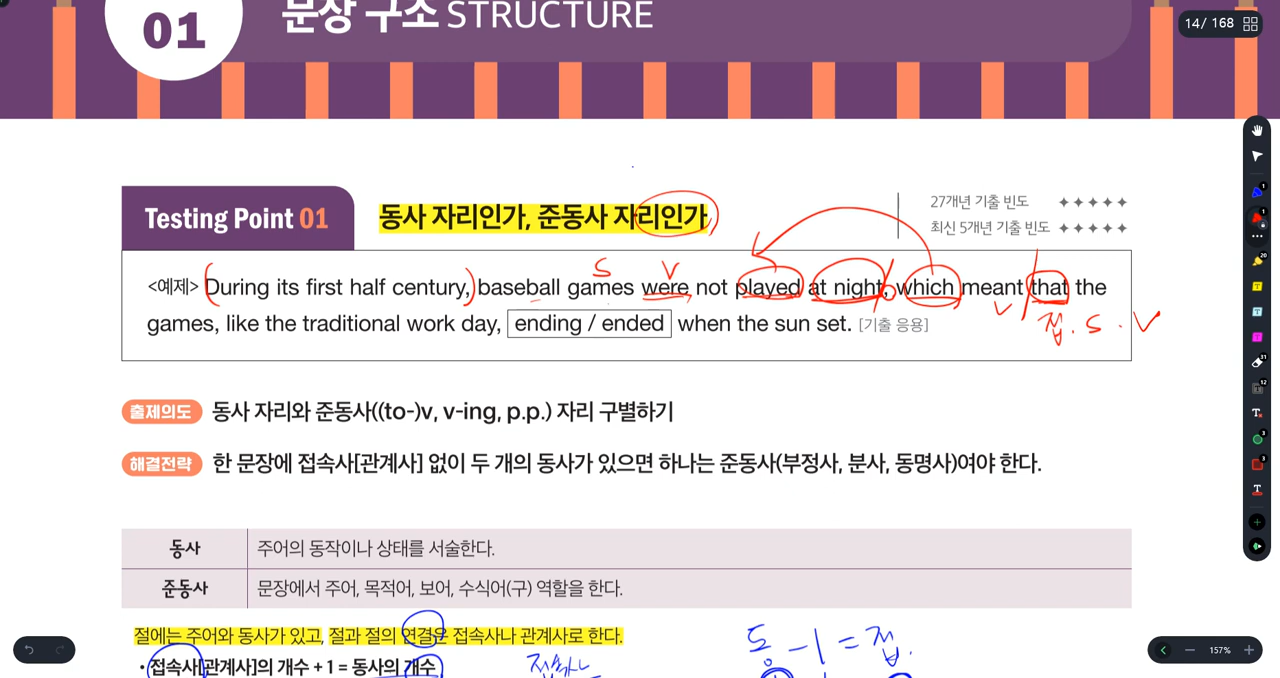 01
문장 구조 STRUCTURE
14/ 168
Testing Point 01
동사 자리인가, 준동사 자리인가
27개년 기출 빈도 ✦✦✦✦✦
최신 5개년 기출 빈도 ✦✦✦✦✦
S V
<예제> During its first half century, baseball games were not played at night, which meant that the
V 접. S. V
games, like the traditional work day, ending / ended when the sun set. [기출 응용]
출제의도 동사 자리와 준동사((to-)v, v-ing, p.p.) 자리 구별하기
해결전략 한 문장에 접속사[관계사] 없이 두 개의 동사가 있으면 하나는 준동사(부정사, 분사, 동명사)여야 한다.
동사 주어의 동작이나 상태를 서술한다.
준동사 문장에서 주어, 목적어, 보어, 수식어(구) 역할을 한다.
절에는 주어와 동사가 있고, 절과 절의 연결은 접속사나 관계사로 한다.
동 -1 = 접.
• 접속사[관계사]의 개수 + 1 = 동사의 개수
157%